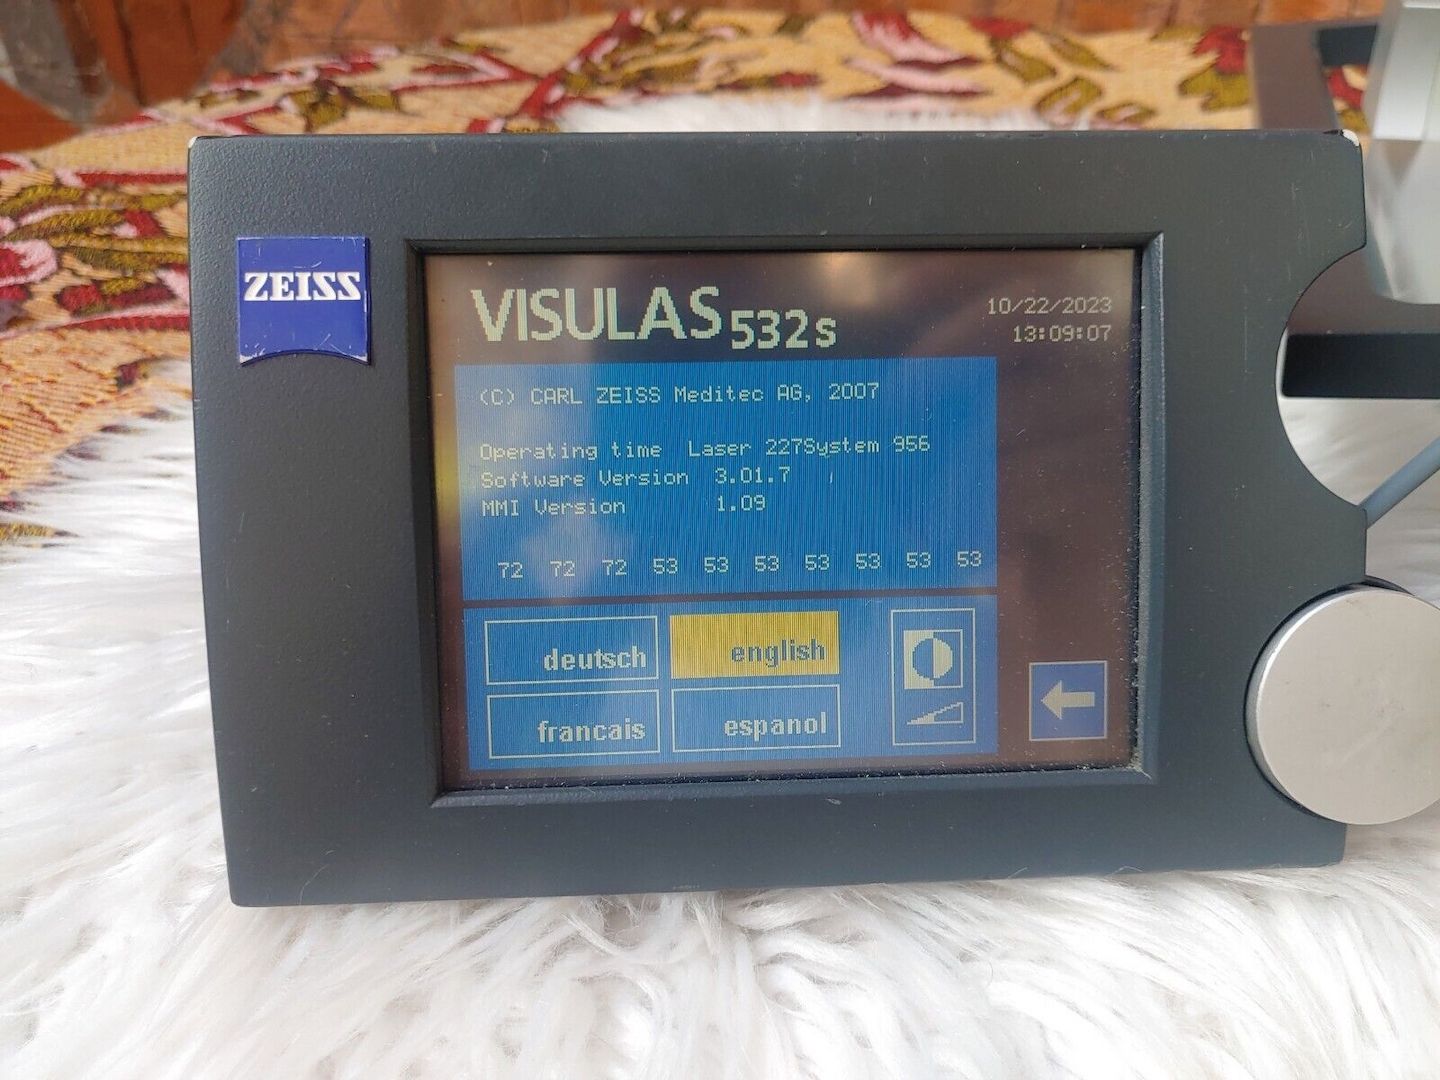 ZEISS
VISULAS 532s
10/22/2023
13:09:07
(C) CARL ZEISS Meditec AG, 2007
Operating time Laser 227System 956
Software Version 3.01.7
MMI Version 1.09
72 72 72 53 53 53 53 53 53 53
deutsch english
francais espanol